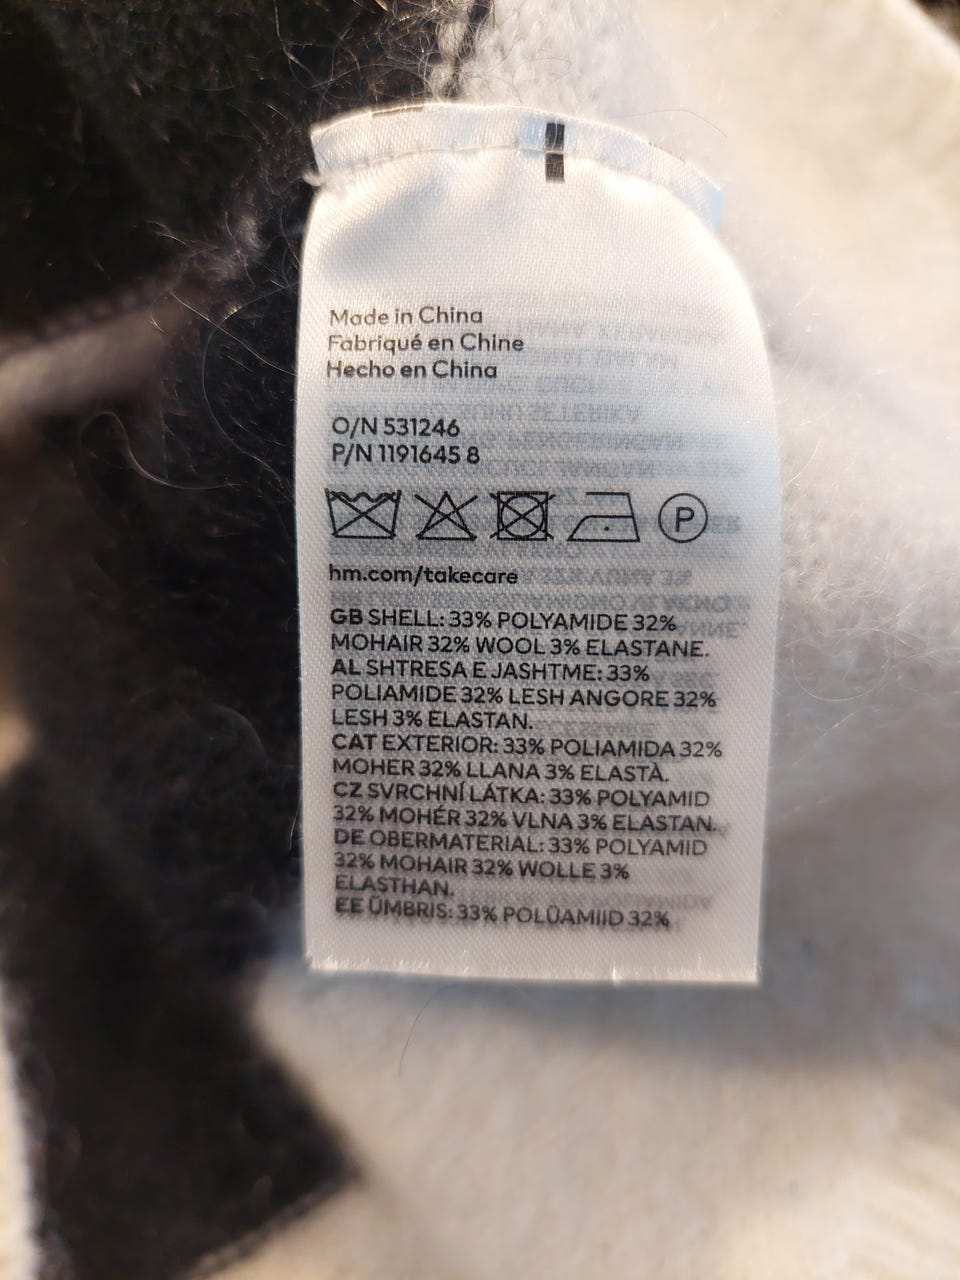 Made in China
Fabriqué en Chine
Hecho en China
O/N 531246
P/N 1191645 8
P
hm.com/takecare
GB SHELL: 33% POLYAMIDE 32%
MOHAIR 32% WOOL 3% ELASTANE.
AL SHTRESA E JASHTME: 33%
POLIAMIDE 32% LESH ANGORE 32%
LESH 3% ELASTAN.
CAT EXTERIOR: 33% POLIAMIDA 32%
MOHER 32% LLANA 3% ELASTÀ.
CZ SVRCHNÍ LÁTKA: 33% POLYAMID
32% MOHÉR 32% VLNA 3% ELASTAN.
DE OBERMATERIAL: 33% POLYAMID
32% MOHAIR 32% WOLLE 3%
ELASTHAN.
EE ÜMBRIS: 33% POLÜAMIID 32%